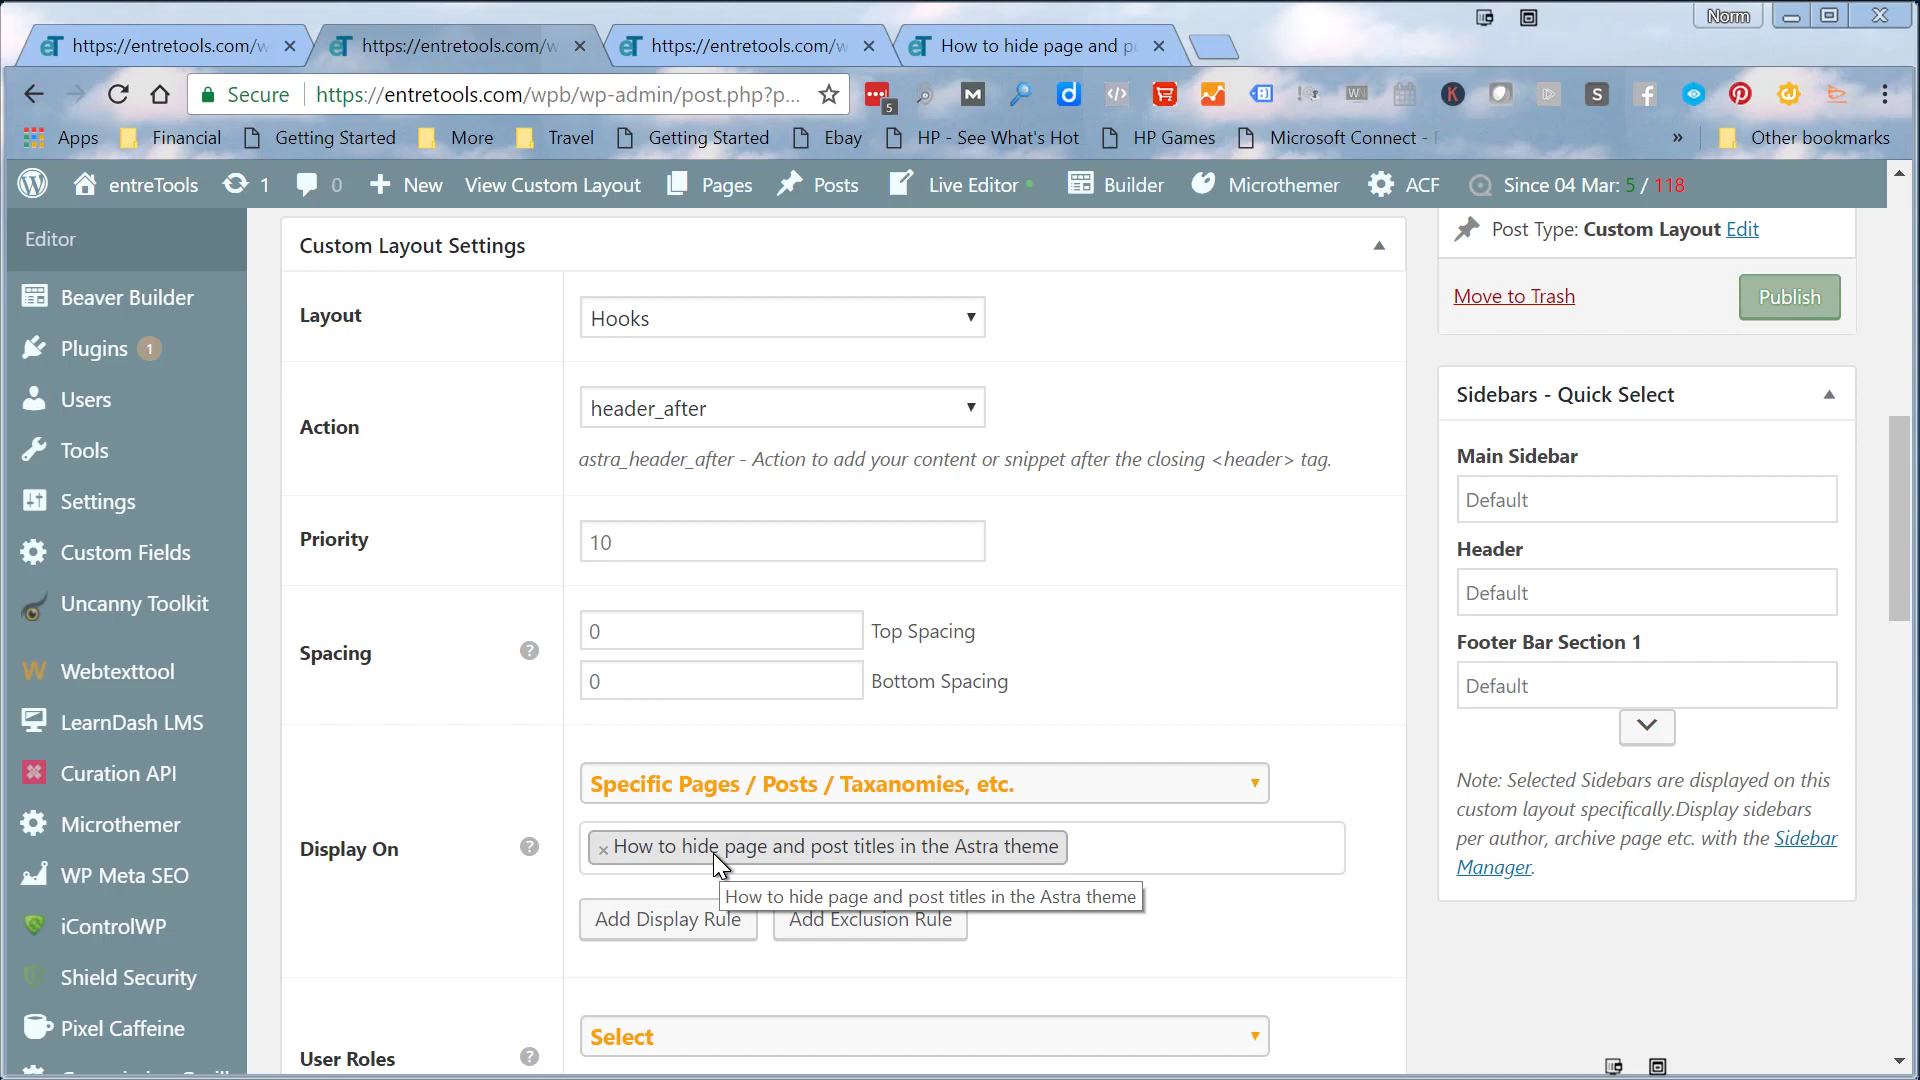 Norm
https://entretools.com/w
https://entretools.com/w
https://entretools.com/w
How to hide page and p
Secure
https://entretools.com/wpb/wp-admin/post.php?p...
5
Apps
Financial
Getting Started
More
Travel
Getting Started
Ebay
HP - See What's Hot
HP Games
Microsoft Connect -
»
Other bookmarks
entreTools
1
0
New
View Custom Layout
Pages
Posts
Live Editor
Builder
Microthemer
ACF
Since 04 Mar: 5 / 118
Editor
Beaver Builder
Plugins 1
Users
Tools
Settings
Custom Fields
Uncanny Toolkit
Webtexttool
LearnDash LMS
Curation API
Microthemer
WP Meta SEO
iControlWP
Shield Security
Pixel Caffeine
Custom Layout Settings
Layout
Hooks
Action
header_after
astra_header_after - Action to add your content or snippet after the closing <header> tag.
Priority
10
Spacing
0
Top Spacing
0
Bottom Spacing
Display On
Specific Pages / Posts / Taxanomies, etc.
× How to hide page and post titles in the Astra theme
How to hide page and post titles in the Astra theme
Add Display Rule
Add Exclusion Rule
User Roles
Select
Post Type: Custom Layout Edit
Move to Trash
Publish
Sidebars - Quick Select
Main Sidebar
Default
Header
Default
Footer Bar Section 1
Default
Note: Selected Sidebars are displayed on this
custom layout specifically.Display sidebars
per author, archive page etc. with the Sidebar
Manager.